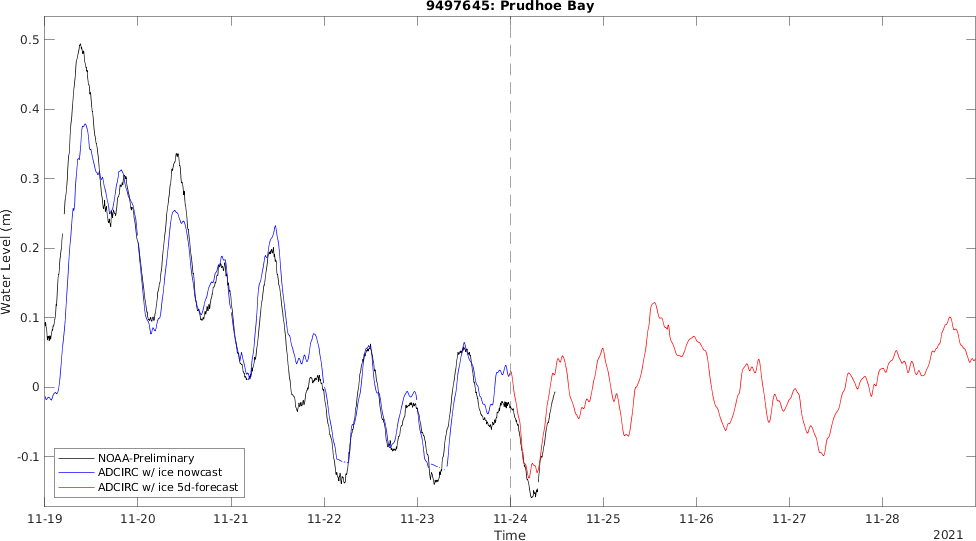 9497645: Prudhoe Bay
Water Level (m)
0.5
0.4
0.3
0.2
0.1
0
-0.1
NOAA-Preliminary
ADCIRC w/ ice nowcast
ADCIRC w/ ice 5d-forecast
11-19 11-20 11-21 11-22 11-23 11-24 11-25 11-26 11-27 11-28
Time
2021